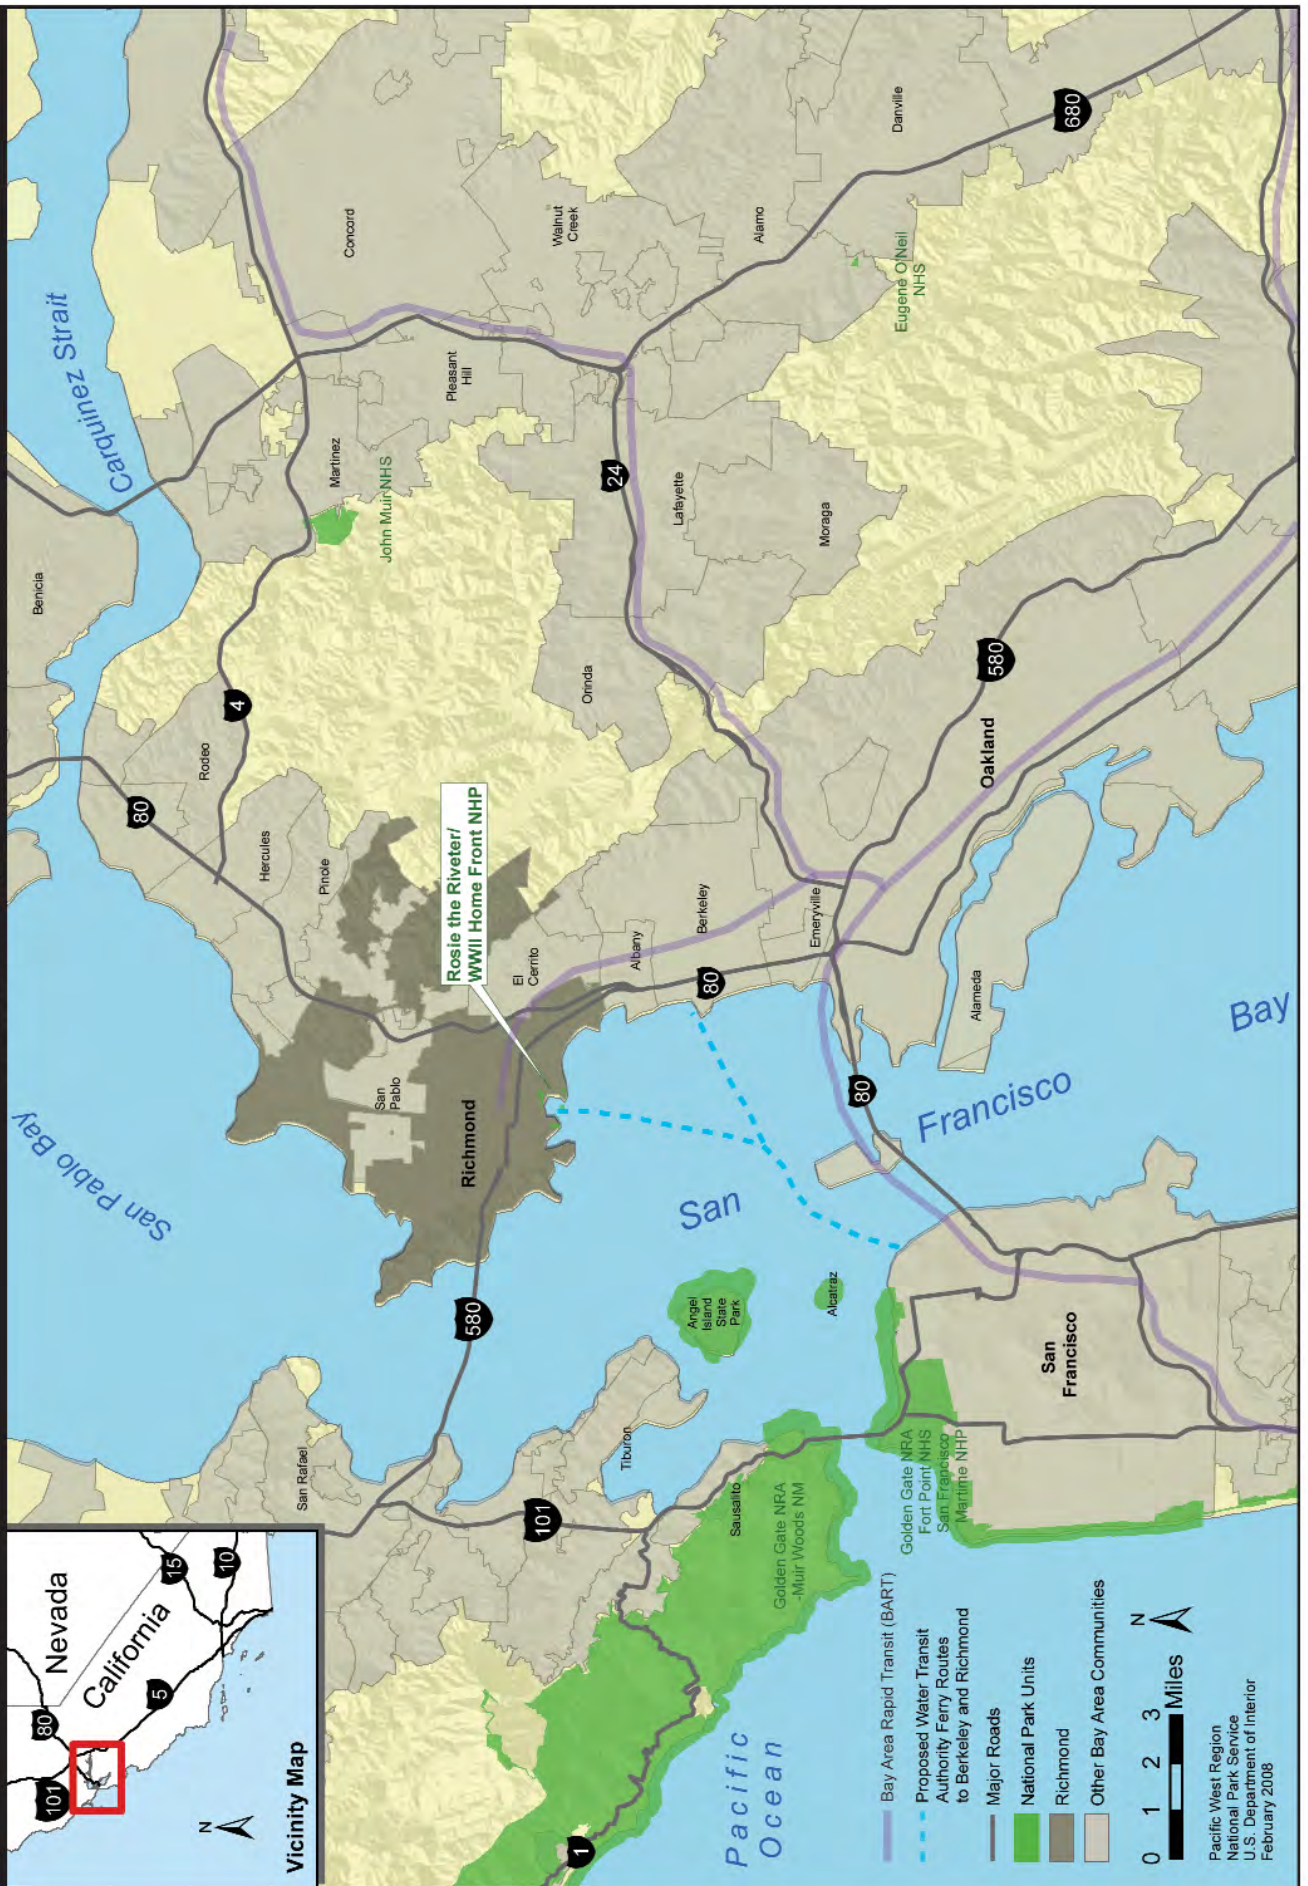 Nevada
California
80
101
5
15
10
N
Vicinity Map
San Pablo Bay
Carquinez Strait
Benicia
80
4
Rodeo
Hercules
Pinole
Martinez
John Muir NHS
Concord
Pleasant
Hill
Walnut
Creek
San Rafael
580
101
San
Pablo
Richmond
Rosie the Riveter/
WWII Home Front NHP
El
Cerrito
Albany
Berkeley
Emeryville
80
Orinda
24
Lafayette
Moraga
Alamo
Danville
680
Eugene O'Neil
NHS
Tiburon
Angel
Island
State
Park
Alcatraz
Sausalito
Golden Gate NRA
-Muir Woods NM
1
Pacific
Ocean
San
Francisco
Bay
80
Oakland
580
Alameda
Golden Gate NRA
Fort Point NHS
San Francisco
Martime NHP
San
Francisco
Bay Area Rapid Transit (BART)
Proposed Water Transit
Authority Ferry Routes
to Berkeley and Richmond
Major Roads
National Park Units
Richmond
Other Bay Area Communities
0 1 2 3
Miles
N
Pacific West Region
National Park Service
U.S. Department of Interior
February 2008